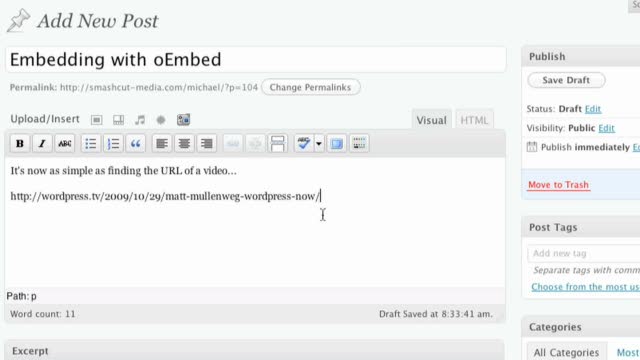 Add New Post
Embedding with oEmbed
Permalink: http://smashcut-media.com/michael/?p=104 Change Permalinks
Upload/Insert
Visual HTML
B I ABC “ ABC
It's now as simple as finding the URL of a video...
http://wordpress.tv/2009/10/29/matt-mullenweg-wordpress-now/
Path: p
Word count: 11 Draft Saved at 8:33:41 am.
Excerpt
Publish
Save Draft
Status: Draft Edit
Visibility: Public Edit
Publish immediately
Move to Trash
Post Tags
Add new tag
Separate tags with
Choose from the most
Categories
All Categories Most